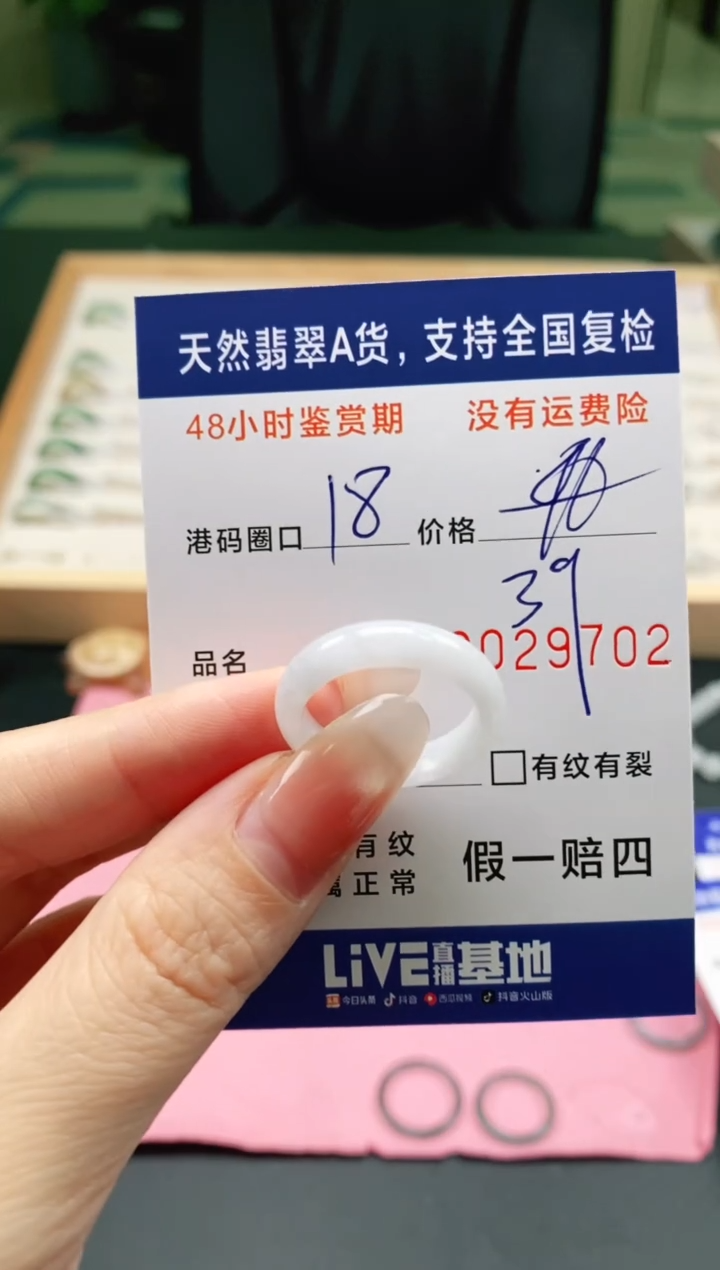 天然翡翠A货，支持全国复检
48小时鉴赏期 没有运费险
港码圈口 18 价格
39
品名 029702
□有纹有裂
有纹
正常
假一赔四
LiVE直播基地
今日头条 抖音 西瓜视频 抖音火山版